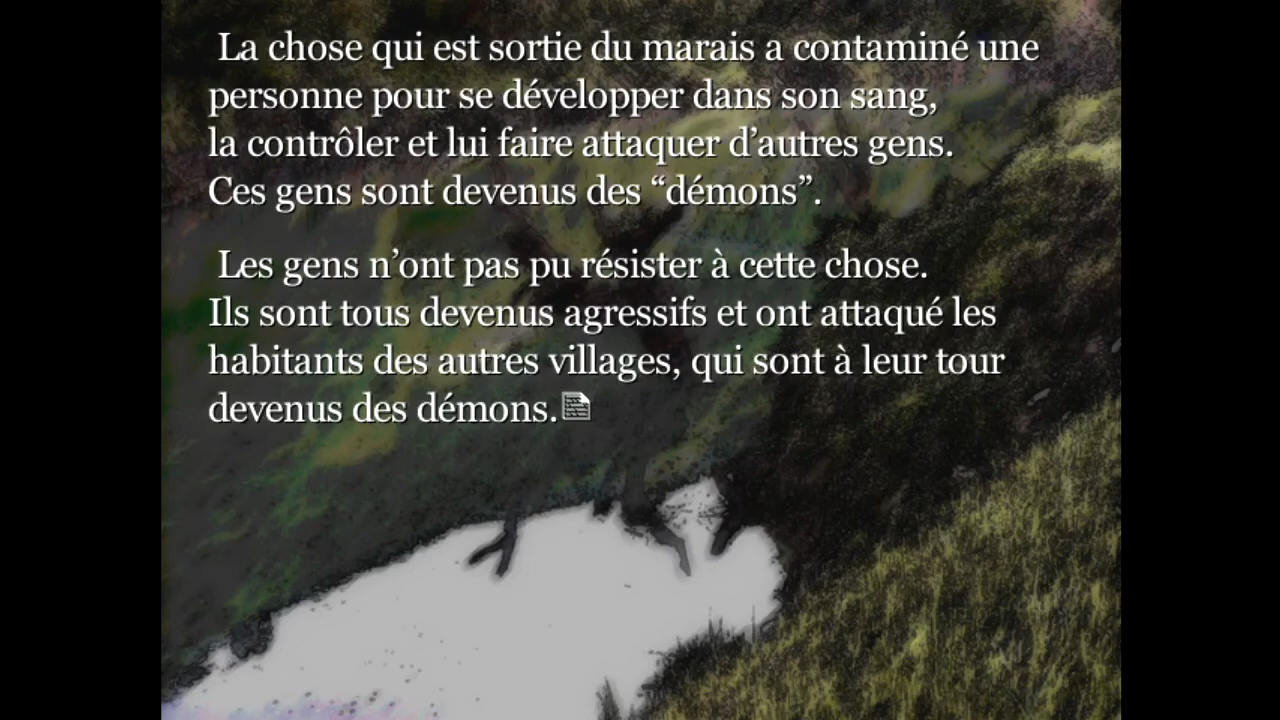 La chose qui est sortie du marais a contaminé une
personne pour se développer dans son sang,
la contrôler et lui faire attaquer d’autres gens.
Ces gens sont devenus des “démons”.
Les gens n’ont pas pu résister à cette chose.
Ils sont tous devenus agressifs et ont attaqué les
habitants des autres villages, qui sont à leur tour
devenus des démons.